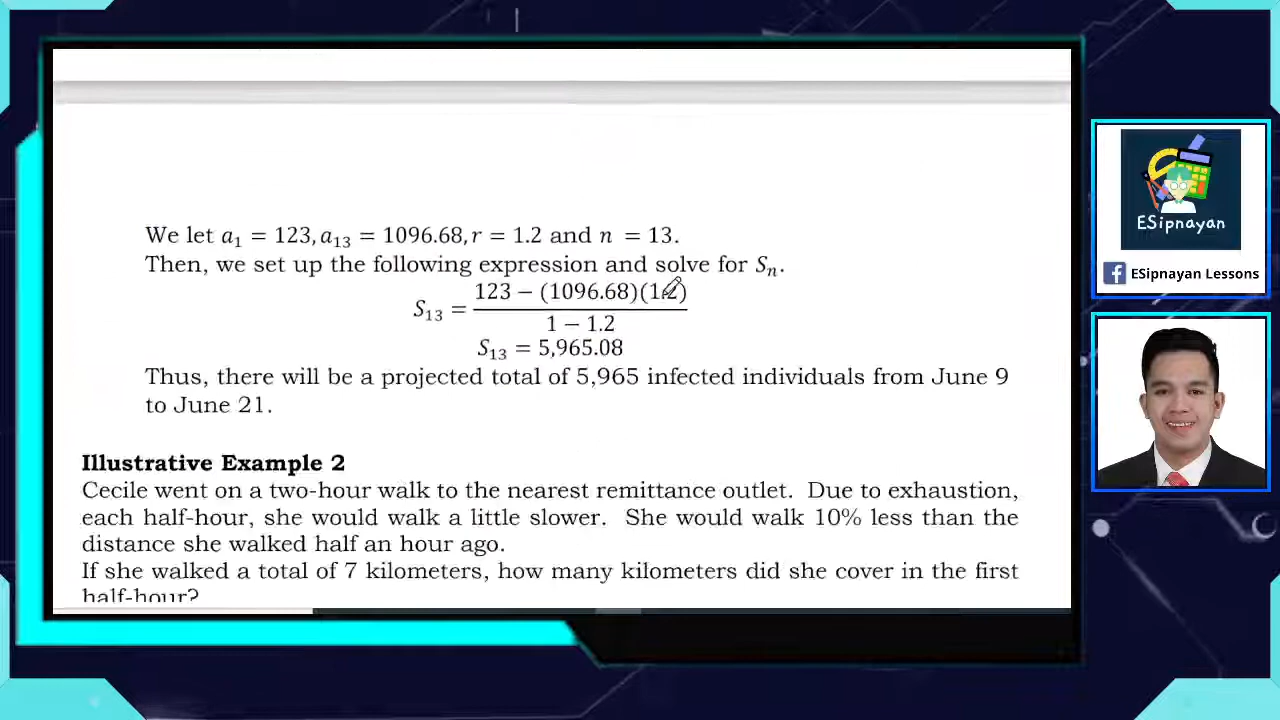 We let a₁ = 123, a₁₃ = 1096.68, r = 1.2 and n = 13.
Then, we set up the following expression and solve for Sₙ.
S₁₃ = (123 − (1096.68)(1.2)) / (1 − 1.2)
S₁₃ = 5,965.08
Thus, there will be a projected total of 5,965 infected individuals from June 9
to June 21.
Illustrative Example 2
Cecile went on a two-hour walk to the nearest remittance outlet. Due to exhaustion,
each half-hour, she would walk a little slower. She would walk 10% less than the
distance she walked half an hour ago.
If she walked a total of 7 kilometers, how many kilometers did she cover in the first
half-hour?
ESipnayan
ESipnayan Lessons